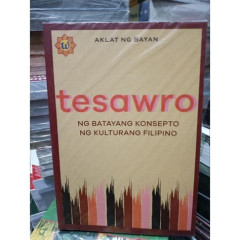 AKLAT NG BAYAN
tesawro
NG BATAYANG KONSEPTO
NG KULTURANG FILIPINO